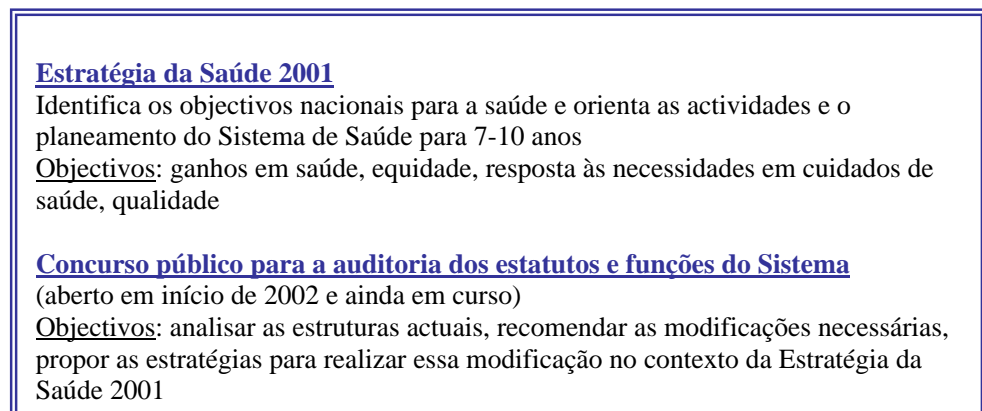 Estratégia da Saúde 2001
Identifica os objectivos nacionais para a saúde e orienta as actividades e o
planeamento do Sistema de Saúde para 7-10 anos
Objectivos: ganhos em saúde, equidade, resposta às necessidades em cuidados de
saúde, qualidade
Concurso público para a auditoria dos estatutos e funções do Sistema
(aberto em início de 2002 e ainda em curso)
Objectivos: analisar as estruturas actuais, recomendar as modificações necessárias,
propor as estratégias para realizar essa modificação no contexto da Estratégia da
Saúde 2001